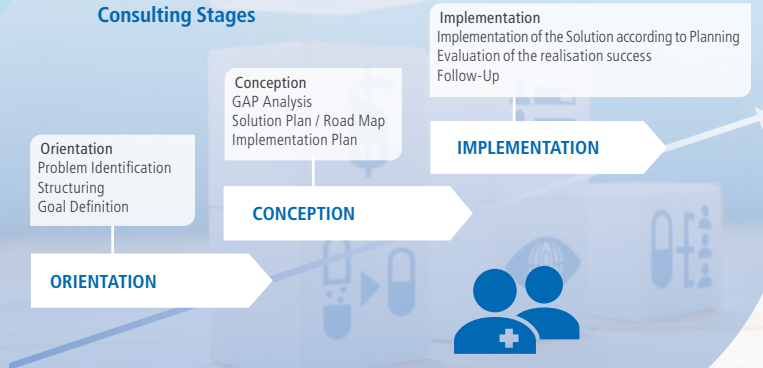 Consulting Stages
Implementation
Implementation of the Solution according to Planning
Evaluation of the realisation success
Follow-Up
Conception
GAP Analysis
Solution Plan / Road Map
Implementation Plan
IMPLEMENTATION
Orientation
Problem Identification
Structuring
Goal Definition
CONCEPTION
ORIENTATION